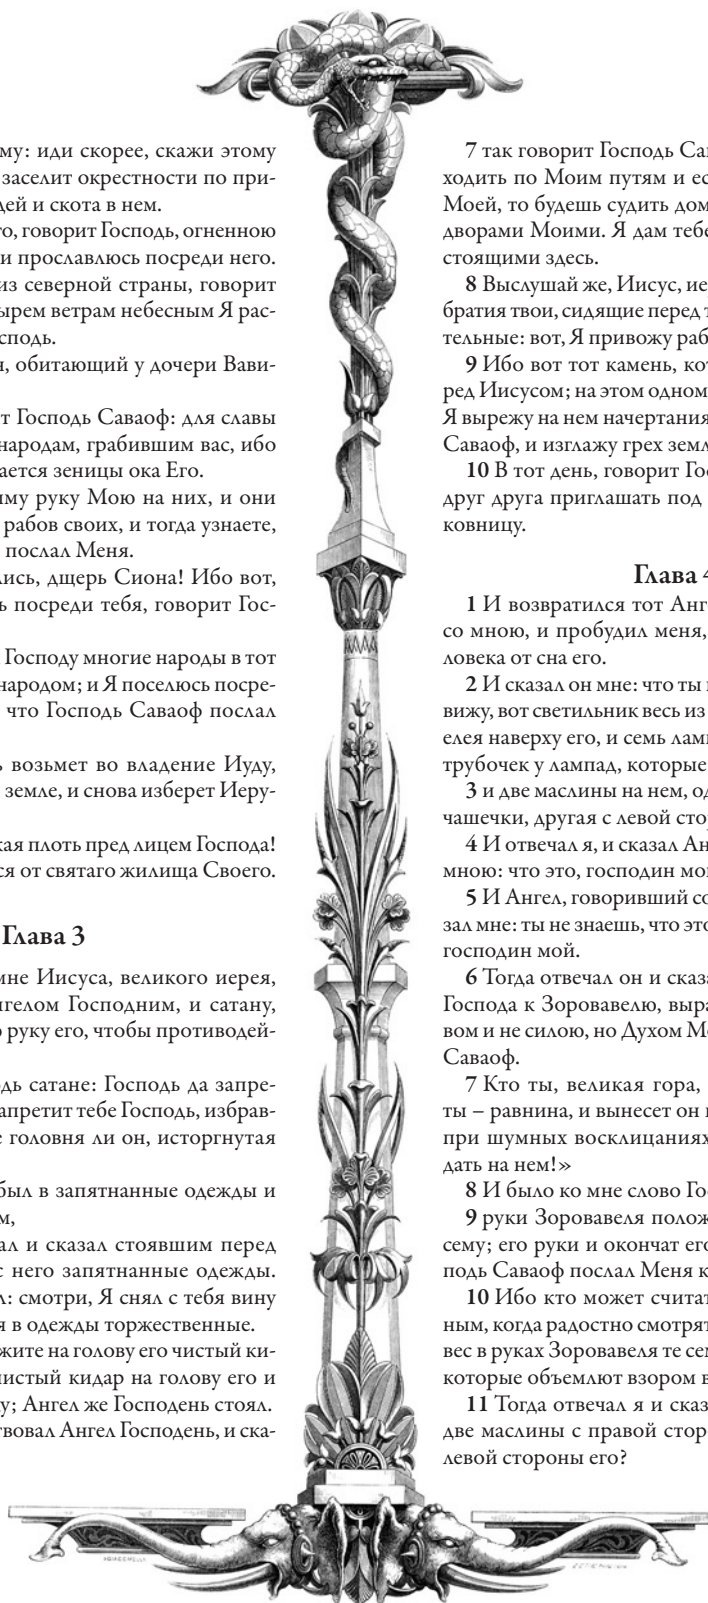 му: иди скорее, скажи этому
заселит окрестности по при-
дей и скота в нем.
го, говорит Господь, огненною
и прославлюсь посреди него.
из северной страны, говорит
тырем ветрам небесным Я рас-
сподь.
н, обитающий у дочери Вави-
т Господь Саваоф: для славы
народам, грабившим вас, ибо
ается зеницы ока Его.
иму руку Мою на них, и они
рабов своих, и тогда узнаете,
послал Меня.
лись, дщерь Сиона! Ибо вот,
ь посреди тебя, говорит Гос-
Господу многие народы в тот
народом; и Я поселюсь посре-
что Господь Саваоф послал
ь возьмет во владение Иуду,
земле, и снова изберет Иеру-
кая плоть пред лицем Господа!
ся от святаго жилища Своего.
Глава 3
мне Иисуса, великого иерея,
нгелом Господним, и сатану,
ю руку его, чтобы противодей-
дь сатане: Господь да запре-
апретит тебе Господь, избрав-
е головня ли он, исторгнутая
был в запятнанные одежды и
м,
ал и сказал стоявшим перед
с него запятнанные одежды.
л: смотри, Я снял с тебя вину
я в одежды торжественные.
жите на голову его чистый ки-
чистый кидар на голову его и
у; Ангел же Господень стоял.
твовал Ангел Господень, и ска-
7 так говорит Господь Сав
ходить по Моим путям и ес
Моей, то будешь судить дом
дворами Моими. Я дам тебе
стоящими здесь.
8 Выслушай же, Иисус, иер
братия твои, сидящие перед т
тельные: вот, Я привожу раб
9 Ибо вот тот камень, кот
ред Иисусом; на этом одном
Я вырежу на нем начертания
Саваоф, и изглажу грех земл
10 В тот день, говорит Гос
друг друга приглашать под
ковницу.
Глава 4
1 И возвратился тот Анге
со мною, и пробудил меня,
ловека от сна его.
2 И сказал он мне: что ты в
вижу, вот светильник весь из
елея наверху его, и семь ламп
трубочек у лампад, которые
3 и две маслины на нем, од
чашечки, другая с левой стор
4 И отвечал я, и сказал Ан
мною: что это, господин мой
5 И Ангел, говоривший со
зал мне: ты не знаешь, что это
господин мой.
6 Тогда отвечал он и сказа
Господа к Зоровавелю, выра
вом и не силою, но Духом Мо
Саваоф.
7 Кто ты, великая гора,
ты – равнина, и вынесет он к
при шумных восклицаниях
дать на нем!»
8 И было ко мне слово Гос
9 руки Зоровавеля полож
сему; его руки и окончат его
подь Саваоф послал Меня к
10 Ибо кто может считат
ным, когда радостно смотрят
вес в руках Зоровавеля те сем
которые объемлют взором в
11 Тогда отвечал я и сказ
две маслины с правой стор
левой стороны его?